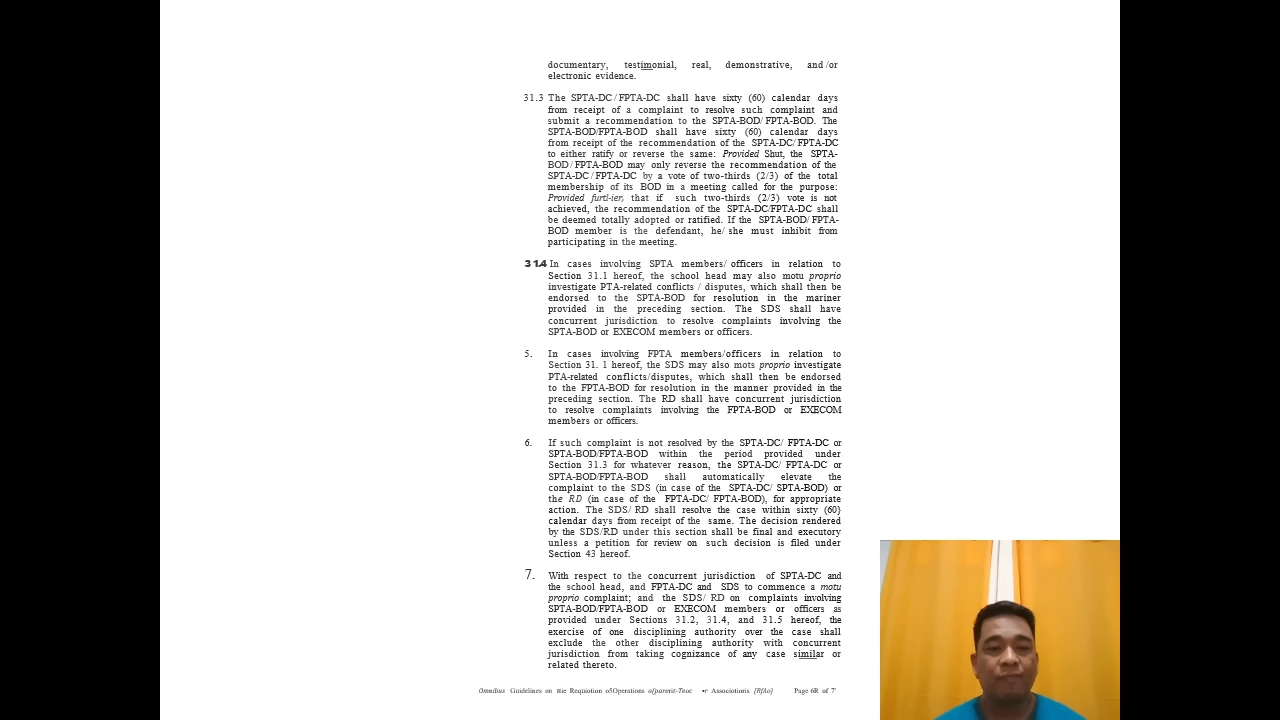 documentary, testimonial, real, demonstrative, and/or
electronic evidence.
31.3 The SPTA-DC/FPTA-DC shall have sixty (60) calendar days
from receipt of a complaint to resolve such complaint and
submit a recommendation to the SPTA-BOD/FPTA-BOD. The
SPTA-BOD/FPTA-BOD shall have sixty (60) calendar days
from receipt of the recommendation of the SPTA-DC/FPTA-DC
to either ratify or reverse the same: Provided Shut, the SPTA-
BOD/FPTA-BOD may only reverse the recommendation of the
SPTA-DC/FPTA-DC by a vote of two-thirds (2/3) of the total
membership of its BOD in a meeting called for the purpose:
Provided furtl-ier, that if such two-thirds (2/3) vote is not
achieved, the recommendation of the SPTA-DC/FPTA-DC shall
be deemed totally adopted or ratified. If the SPTA-BOD/FPTA-
BOD member is the defendant, he/she must inhibit from
participating in the meeting.
31.4 In cases involving SPTA members/officers in relation to
Section 31.1 hereof, the school head may also motu proprio
investigate PTA-related conflicts / disputes, which shall then be
endorsed to the SPTA-BOD for resolution in the mariner
provided in the preceding section. The SDS shall have
concurrent jurisdiction to resolve complaints involving the
SPTA-BOD or EXECOM members or officers.
5. In cases involving FPTA members/officers in relation to
Section 31. 1 hereof, the SDS may also mots proprio investigate
PTA-related conflicts/disputes, which shall then be endorsed
to the FPTA-BOD for resolution in the manner provided in the
preceding section. The RD shall have concurrent jurisdiction
to resolve complaints involving the FPTA-BOD or EXECOM
members or officers.
6. If such complaint is not resolved by the SPTA-DC/ FPTA-DC or
SPTA-BOD/FPTA-BOD within the period provided under
Section 31.3 for whatever reason, the SPTA-DC/ FPTA-DC or
SPTA-BOD/FPTA-BOD shall automatically elevate the
complaint to the SDS (in case of the SPTA-DC/ SPTA-BOD) or
the RD (in case of the FPTA-DC/ FPTA-BOD), for appropriate
action. The SDS/ RD shall resolve the case within sixty (60}
calendar days from receipt of the same. The decision rendered
by the SDS/RD under this section shall be final and executory
unless a petition for review on such decision is filed under
Section 43 hereof.
7. With respect to the concurrent jurisdiction of SPTA-DC and
the school head, and FPTA-DC and SDS to commence a motu
proprio complaint; and the SDS/ RD on complaints involving
SPTA-BOD/FPTA-BOD or EXECOM members or officers as
provided under Sections 31.2, 31.4, and 31.5 hereof, the
exercise of one disciplining authority over the case shall
exclude the other disciplining authority with concurrent
jurisdiction from taking cognizance of any case similar or
related thereto.
Omnibus Guidelines on ttie Requiotion o5Operations o[parerit-Teoc •r Associotioris [RfAo) Page 6R of 7'